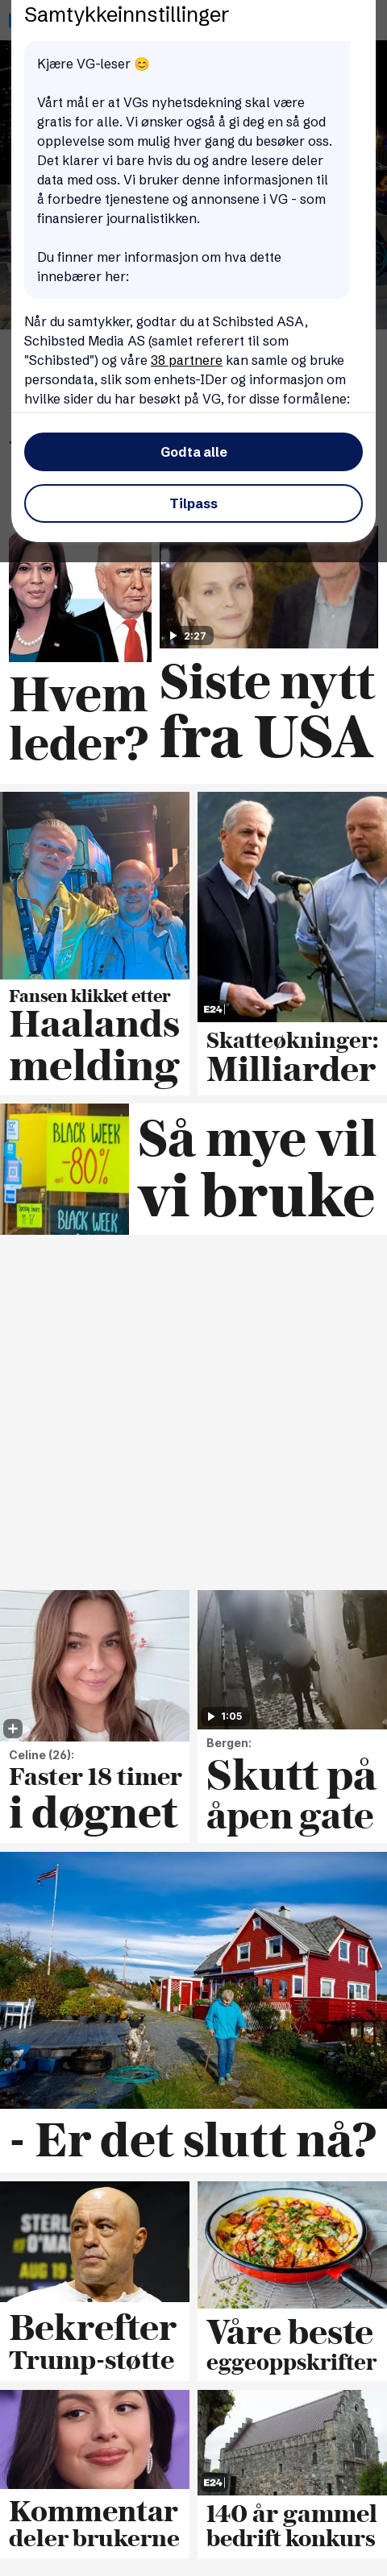 Samtykkeinnstillinger
Kjære VG-leser 😊
Vårt mål er at VGs nyhetsdekning skal være
gratis for alle. Vi ønsker også å gi deg en så god
opplevelse som mulig hver gang du besøker oss.
Det klarer vi bare hvis du og andre lesere deler
data med oss. Vi bruker denne informasjonen til
å forbedre tjenestene og annonsene i VG - som
finansierer journalistikken.
Du finner mer informasjon om hva dette
innebærer her:
Når du samtykker, godtar du at Schibsted ASA,
Schibsted Media AS (samlet referert til som
"Schibsted") og våre 38 partnere kan samle og bruke
persondata, slik som enhets-IDer og informasjon om
hvilke sider du har besøkt på VG, for disse formålene:
Godta alle
Tilpass
2:27
Hvem
leder?
Siste nytt
fra USA
Fansen klikket etter
Haalands
melding
E24
Skatteøkninger:
Milliarder
BLACK WEEK
-80%
BLACK WEEK
Så mye vil
vi bruke
Celine (26):
Faster 18 timer
i døgnet
1:05
Bergen:
Skutt på
åpen gate
- Er det slutt nå?
STERL
O'MA
AUG 19
Bekrefter
Trump-støtte
Våre beste
eggeoppskrifter
Kommentar
deler brukerne
E24
140 år gammel
bedrift konkurs